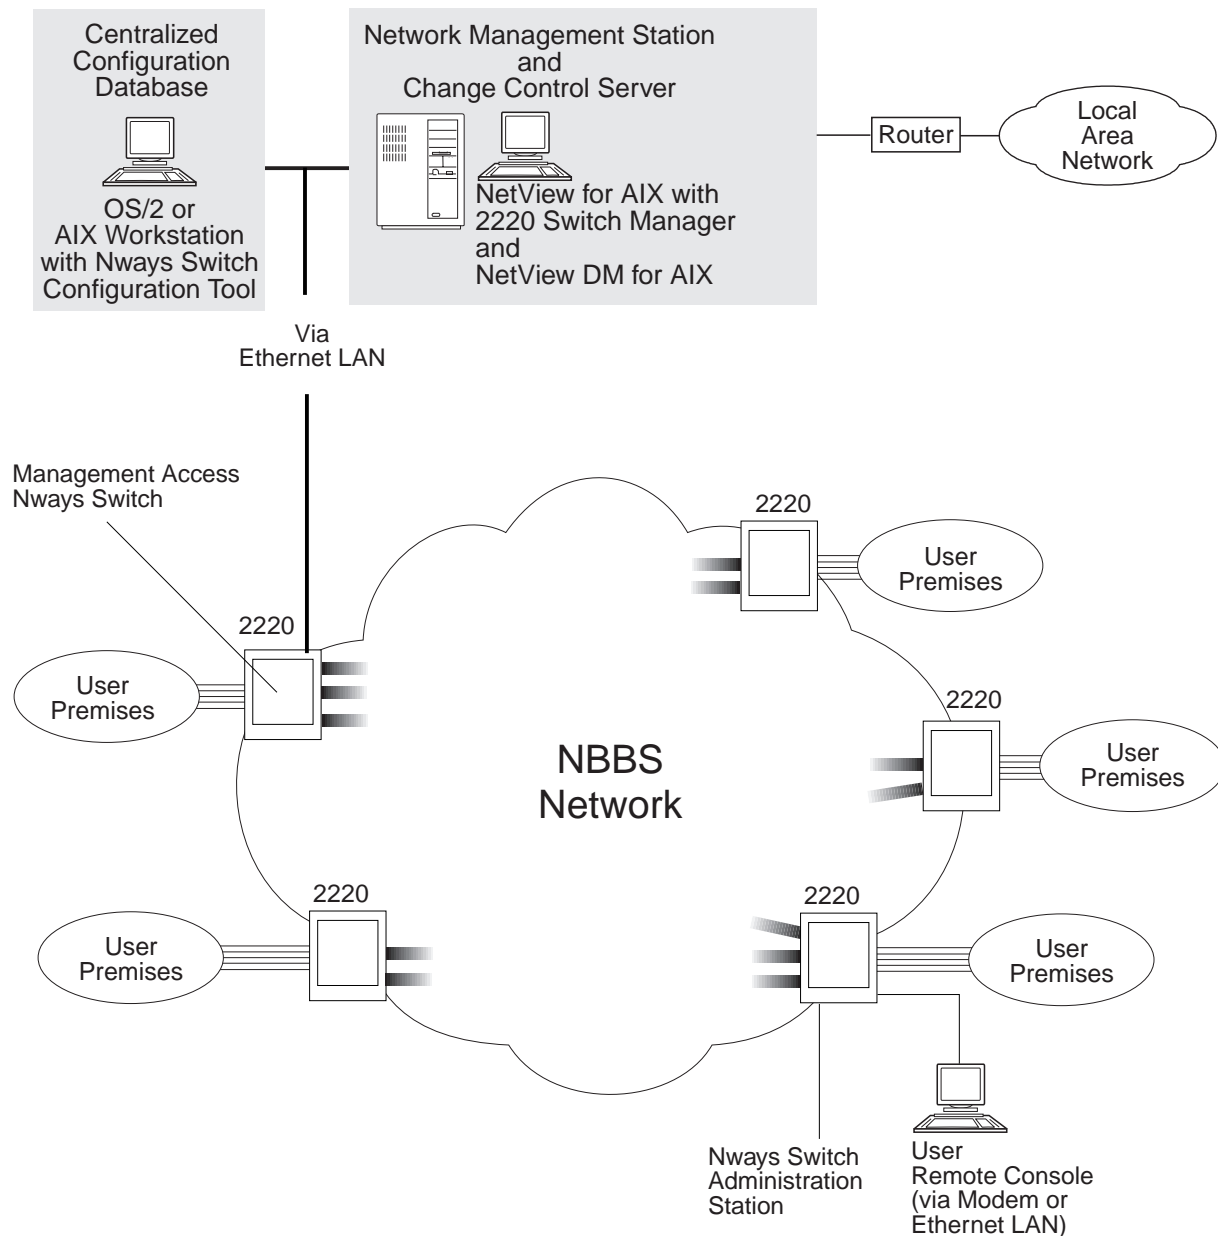 Centralized
Configuration
Database
OS/2 or
AIX Workstation
with Nways Switch
Configuration Tool
Network Management Station
and
Change Control Server
NetView for AIX with
2220 Switch Manager
and
NetView DM for AIX
Router
Local
Area
Network
Via
Ethernet LAN
Management Access
Nways Switch
2220
User
Premises
2220
User
Premises
2220
User
Premises
NBBS
Network
2220
User
Premises
2220
User
Premises
Nways Switch
Administration
Station
User
Remote Console
(via Modem or
Ethernet LAN)